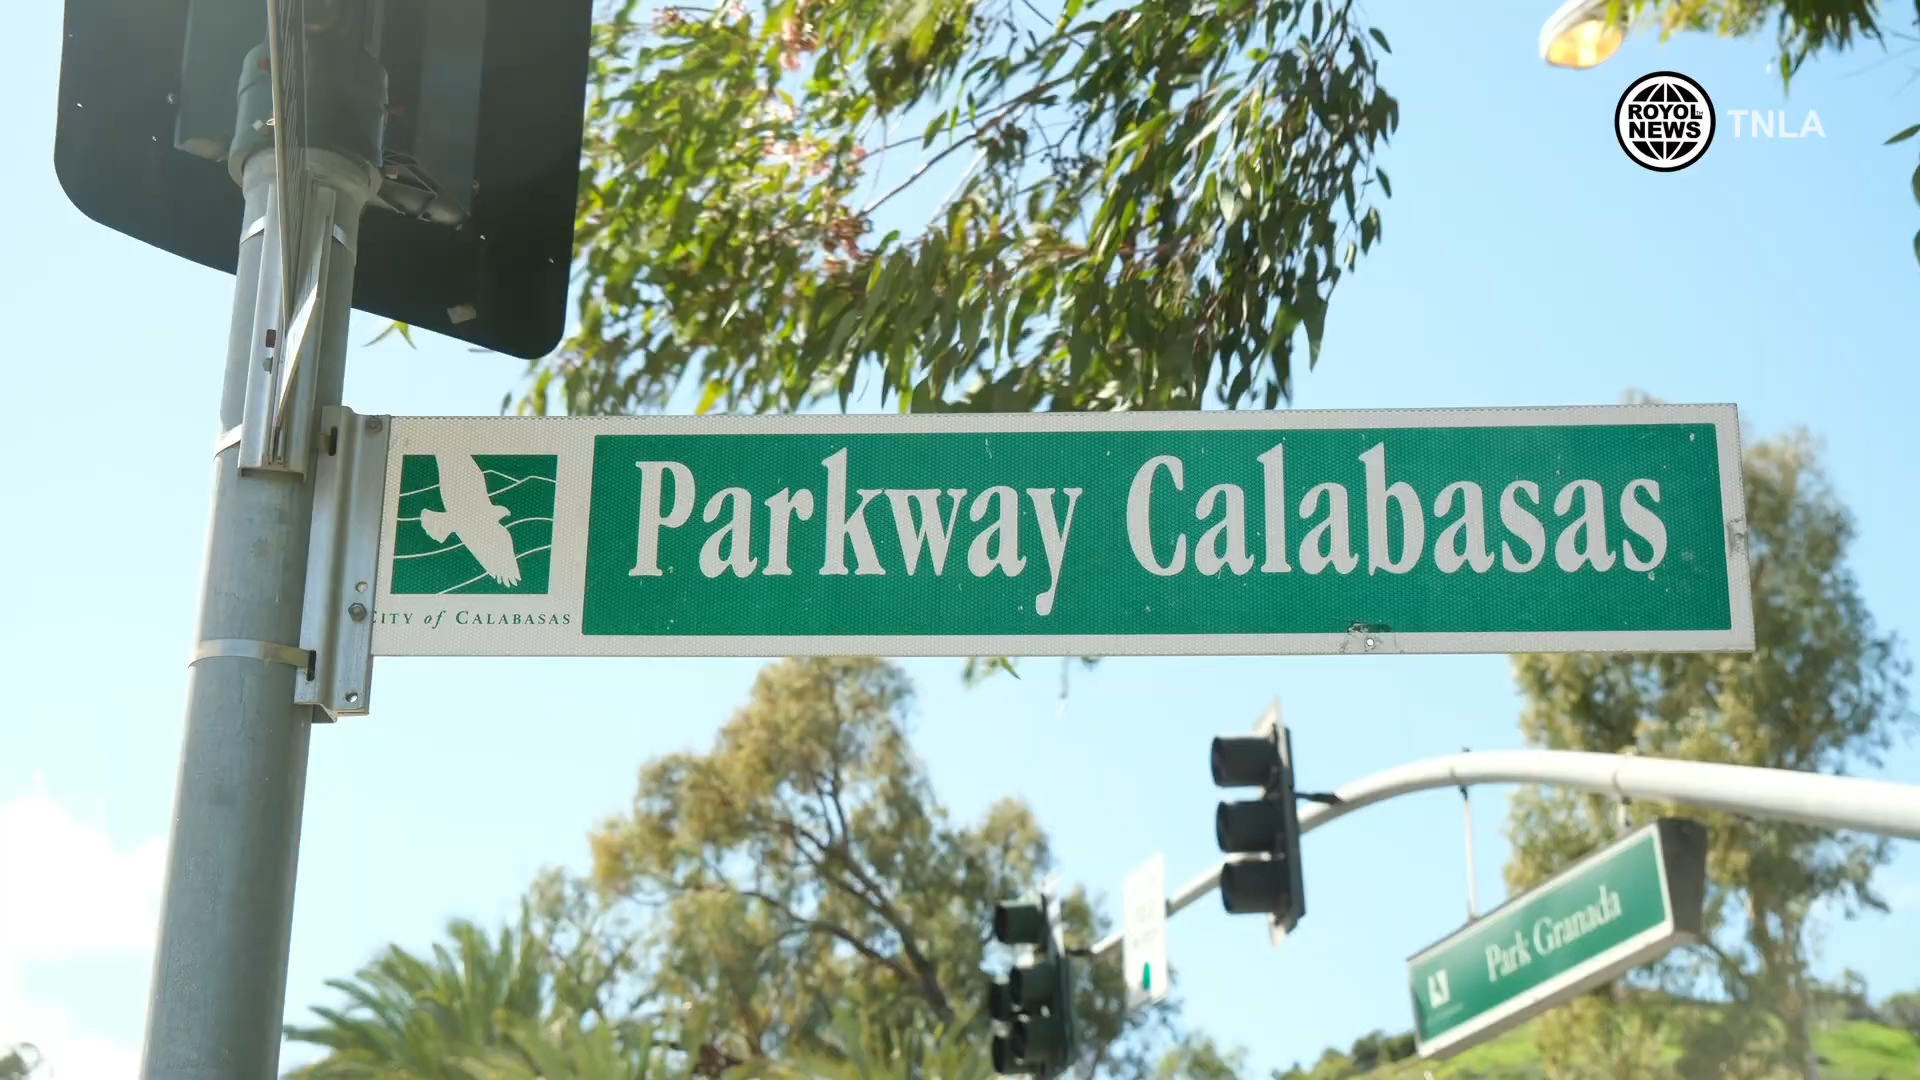 ROYOL
NEWS
TNLA
Parkway Calabasas
CITY of CALABASAS
Park Granada